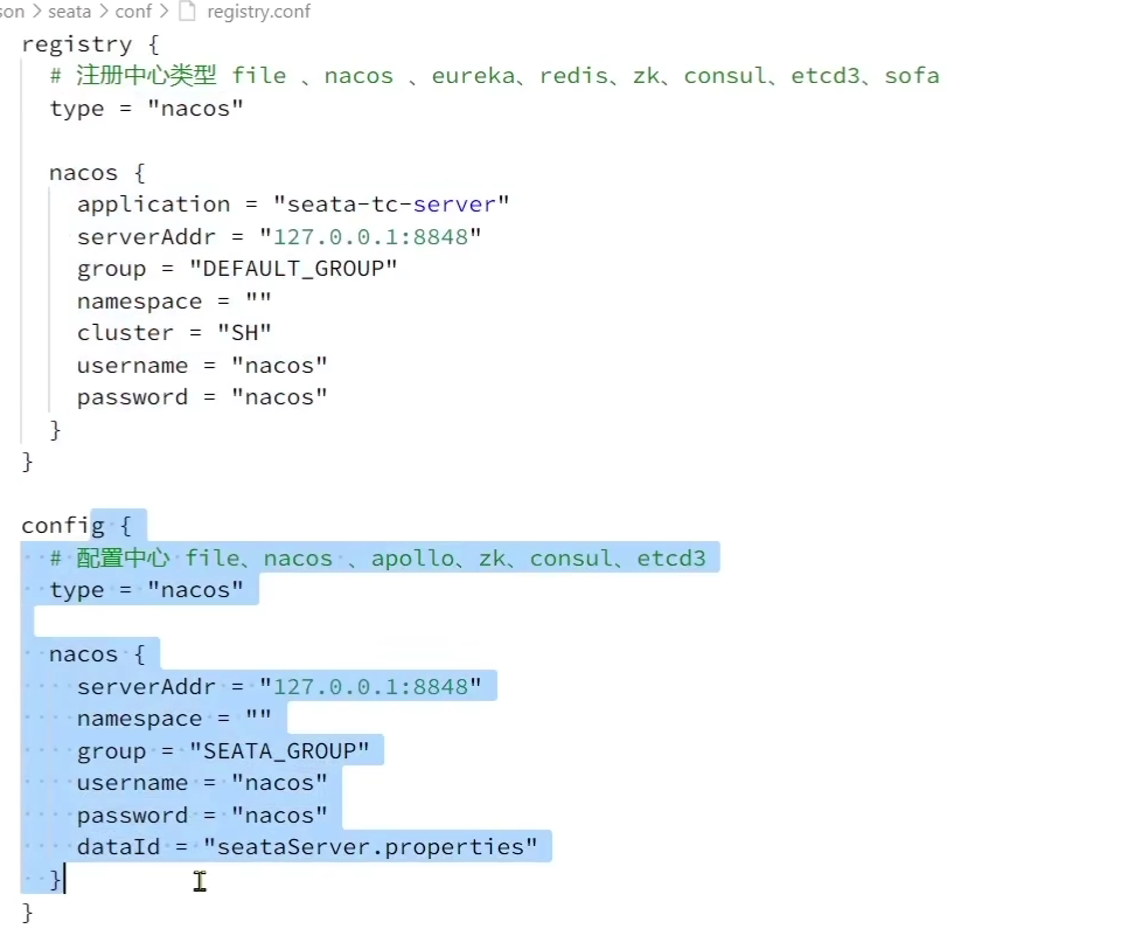 son > seata > conf > registry.conf
registry {
  # 注册中心类型 file 、nacos 、eureka、redis、zk、consul、etcd3、sofa
  type = "nacos"

  nacos {
    application = "seata-tc-server"
    serverAddr = "127.0.0.1:8848"
    group = "DEFAULT_GROUP"
    namespace = ""
    cluster = "SH"
    username = "nacos"
    password = "nacos"
  }
}

config {
  # 配置中心 file、nacos 、apollo、zk、consul、etcd3
  type = "nacos"

  nacos {
    serverAddr = "127.0.0.1:8848"
    namespace = ""
    group = "SEATA_GROUP"
    username = "nacos"
    password = "nacos"
    dataId = "seataServer.properties"
  }
}